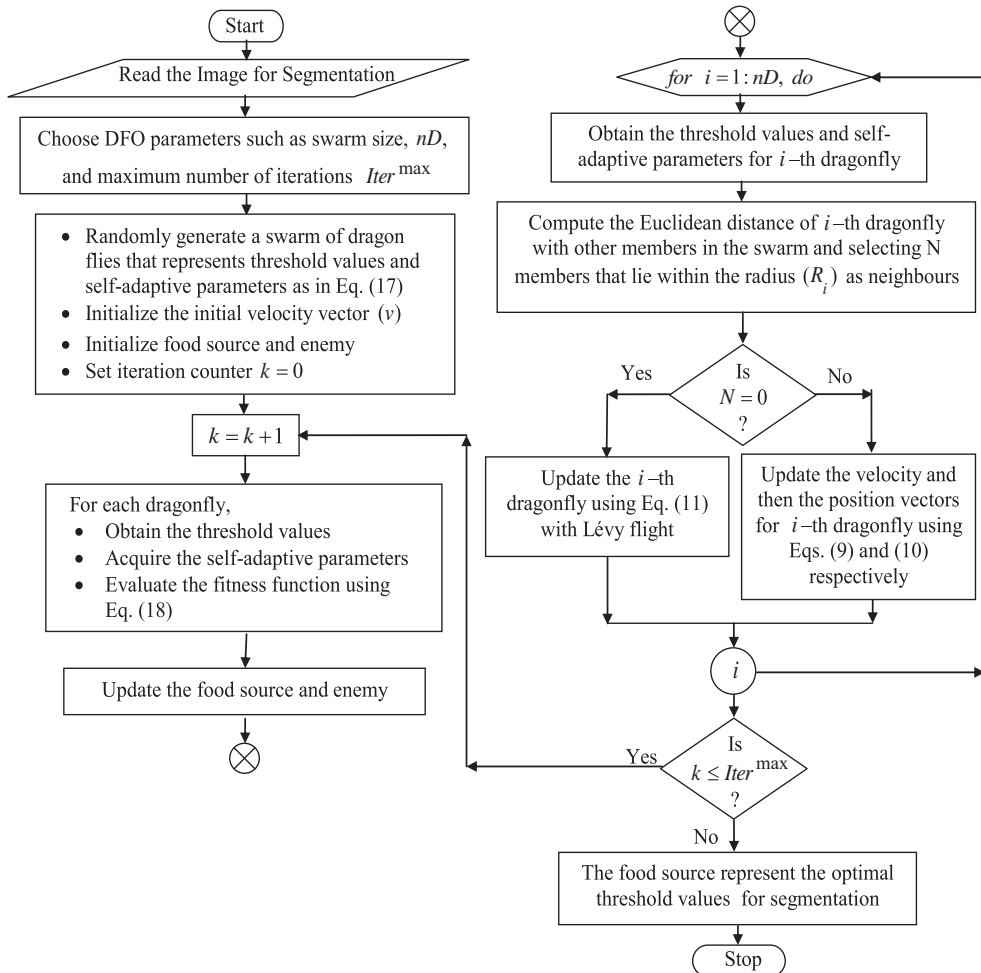 Start
Read the Image for Segmentation
Choose DFO parameters such as swarm size, nD,
and maximum number of iterations Iter^max
• Randomly generate a swarm of dragon
flies that represents threshold values and
self-adaptive parameters as in Eq. (17)
• Initialize the initial velocity vector (v)
• Initialize food source and enemy
• Set iteration counter k = 0
k = k + 1
For each dragonfly,
• Obtain the threshold values
• Acquire the self-adaptive parameters
• Evaluate the fitness function using
Eq. (18)
Update the food source and enemy
for i = 1 : nD, do
Obtain the threshold values and self-
adaptive parameters for i –th dragonfly
Compute the Euclidean distance of i –th dragonfly
with other members in the swarm and selecting N
members that lie within the radius (R_i) as neighbours
Is
N = 0
?
Yes
No
Update the i –th
dragonfly using Eq. (11)
with Lévy flight
Update the velocity and
then the position vectors
for i –th dragonfly using
Eqs. (9) and (10)
respectively
i
Is
k ≤ Iter^max
?
Yes
No
The food source represent the optimal
threshold values for segmentation
Stop